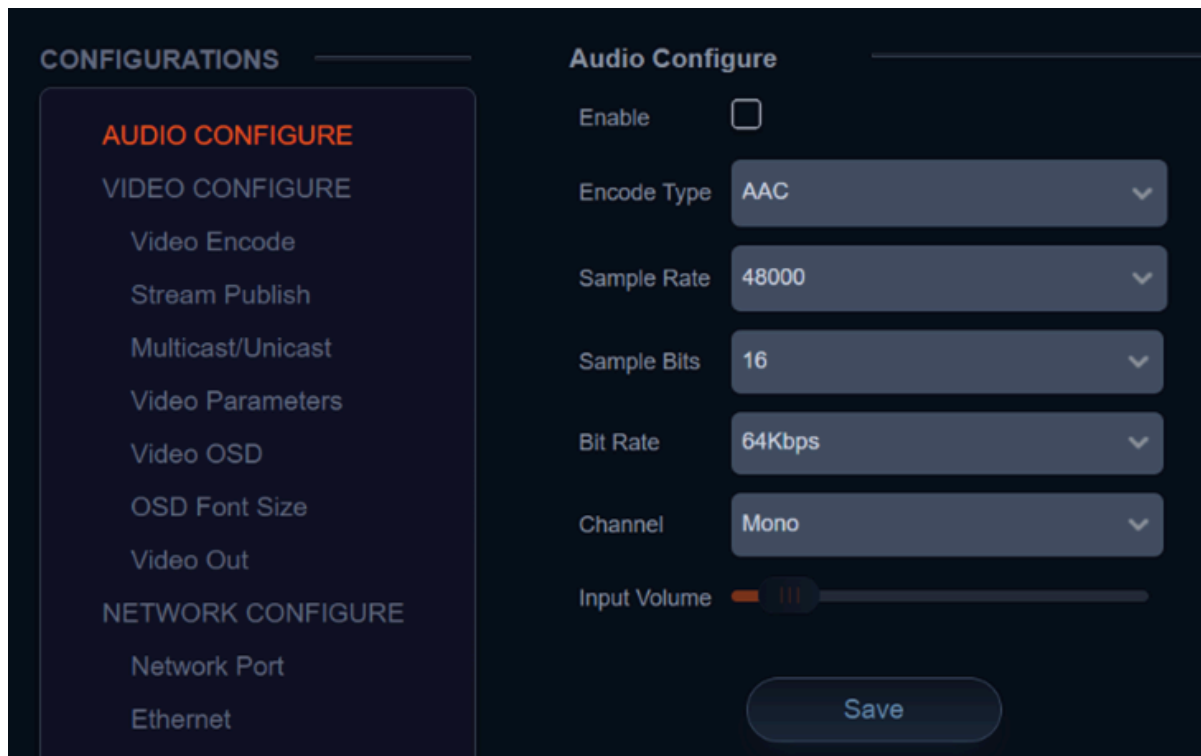 CONFIGURATIONS
AUDIO CONFIGURE
VIDEO CONFIGURE
Video Encode
Stream Publish
Multicast/Unicast
Video Parameters
Video OSD
OSD Font Size
Video Out
NETWORK CONFIGURE
Network Port
Ethernet
Audio Configure
Enable
Encode Type AAC
Sample Rate 48000
Sample Bits 16
Bit Rate 64Kbps
Channel Mono
Input Volume
Save